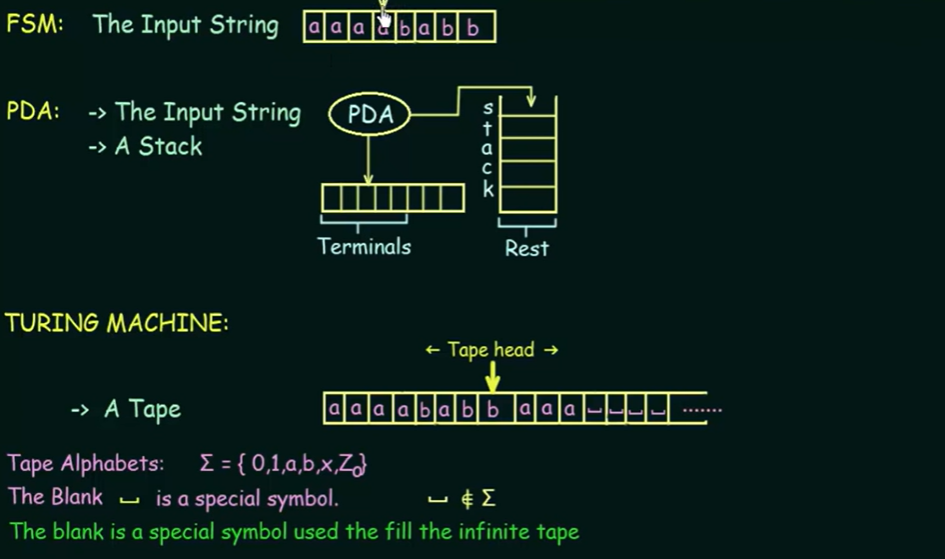 FSM: The Input String a a a a b a b b
PDA: -> The Input String
-> A Stack
PDA
stack
Terminals
Rest
TURING MACHINE:
← Tape head →
-> A Tape a a a a b a b b a a a ⎵ ⎵ ⎵ ⎵ .......
Tape Alphabets: Σ = { 0,1,a,b,x,Z₀}
The Blank ⎵ is a special symbol. ⎵ ∉ Σ
The blank is a special symbol used the fill the infinite tape